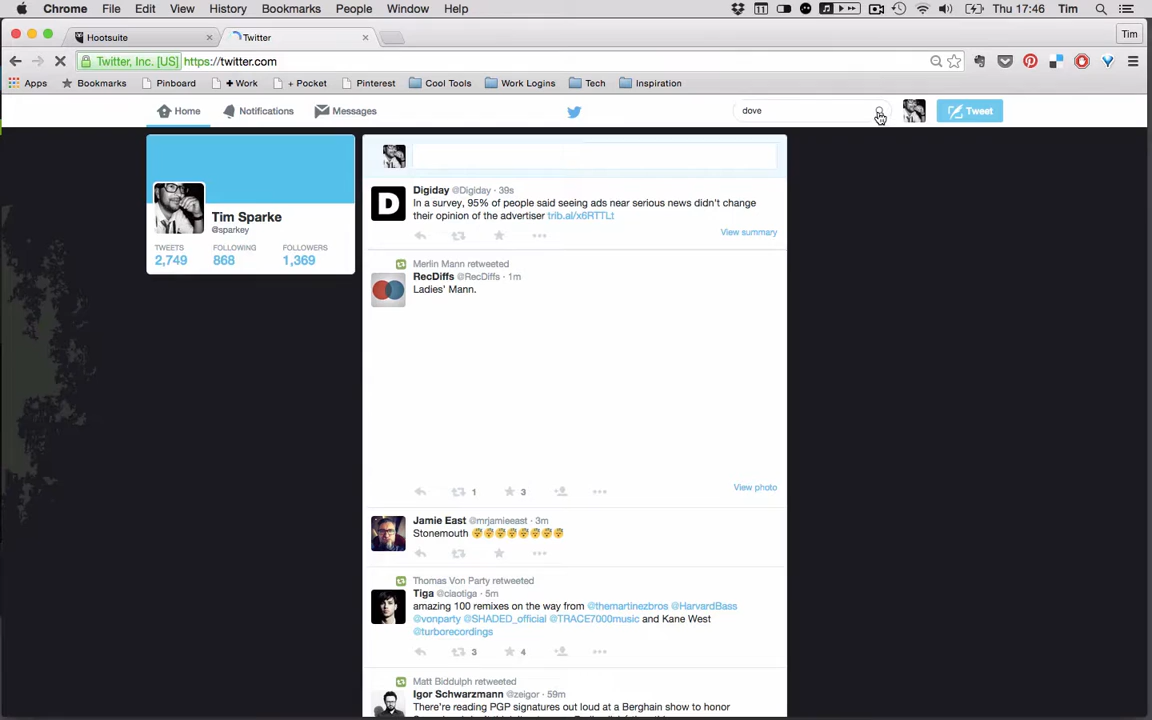 Chrome File Edit View History Bookmarks People Window Help
11 Thu 17:46 Tim
Hootsuite Twitter Tim
Twitter, Inc. [US] https://twitter.com
Apps Bookmarks Pinboard + Work + Pocket Pinterest Cool Tools Work Logins Tech Inspiration
Home Notifications Messages dove Tweet
Tim Sparke
@sparkey
TWEETS FOLLOWING FOLLOWERS
2,749 868 1,369
D
Digiday @Digiday · 39s
In a survey, 95% of people said seeing ads near serious news didn't change
their opinion of the advertiser trib.al/x6RTTLt
View summary
Merlin Mann retweeted
RecDiffs @RecDiffs · 1m
Ladies' Mann.
1 3 View photo
Jamie East @mrjamieeast · 3m
Stonemouth
Thomas Von Party retweeted
Tiga @ciaotiga · 5m
amazing 100 remixes on the way from @themartinezbros @HarvardBass
@vonparty @SHADED_official @TRACE7000music and Kane West
@turborecordings
3 4
Matt Biddulph retweeted
Igor Schwarzmann @zeigor · 59m
There're reading PGP signatures out loud at a Berghain show to honor